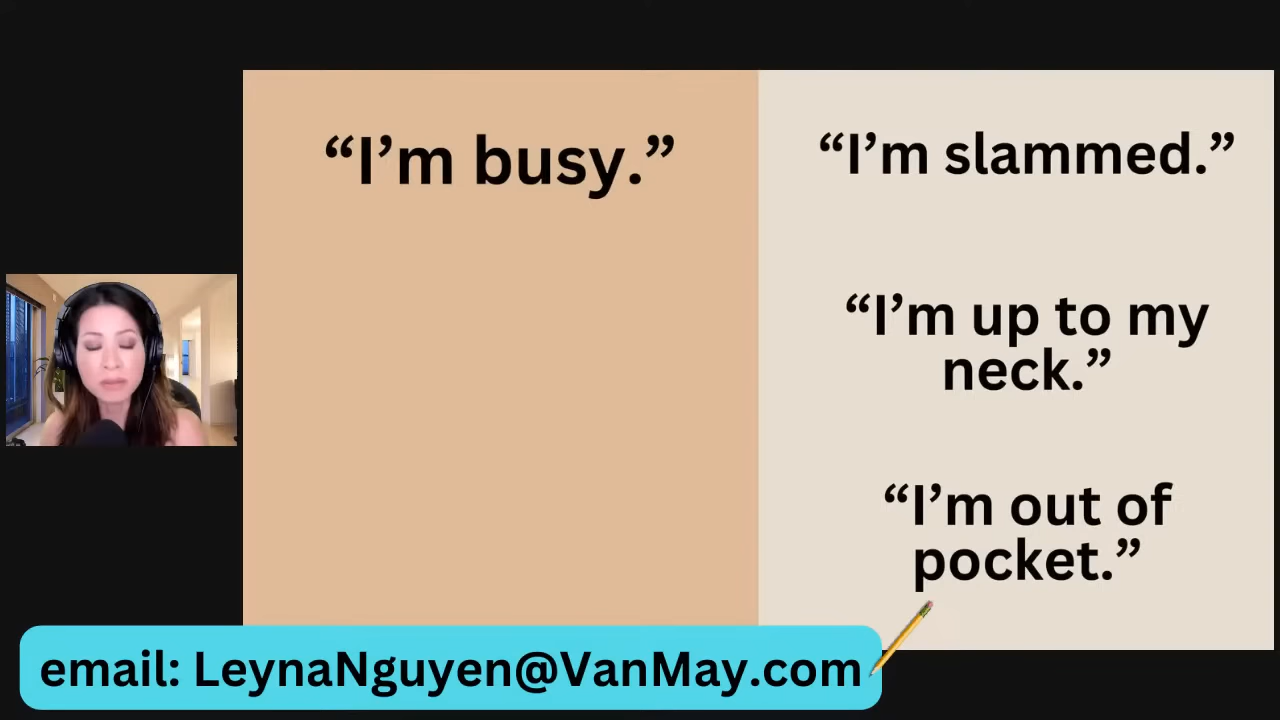 “I’m busy.”
“I’m slammed.”
“I’m up to my
neck.”
“I’m out of
pocket.”
email: LeynaNguyen@VanMay.com